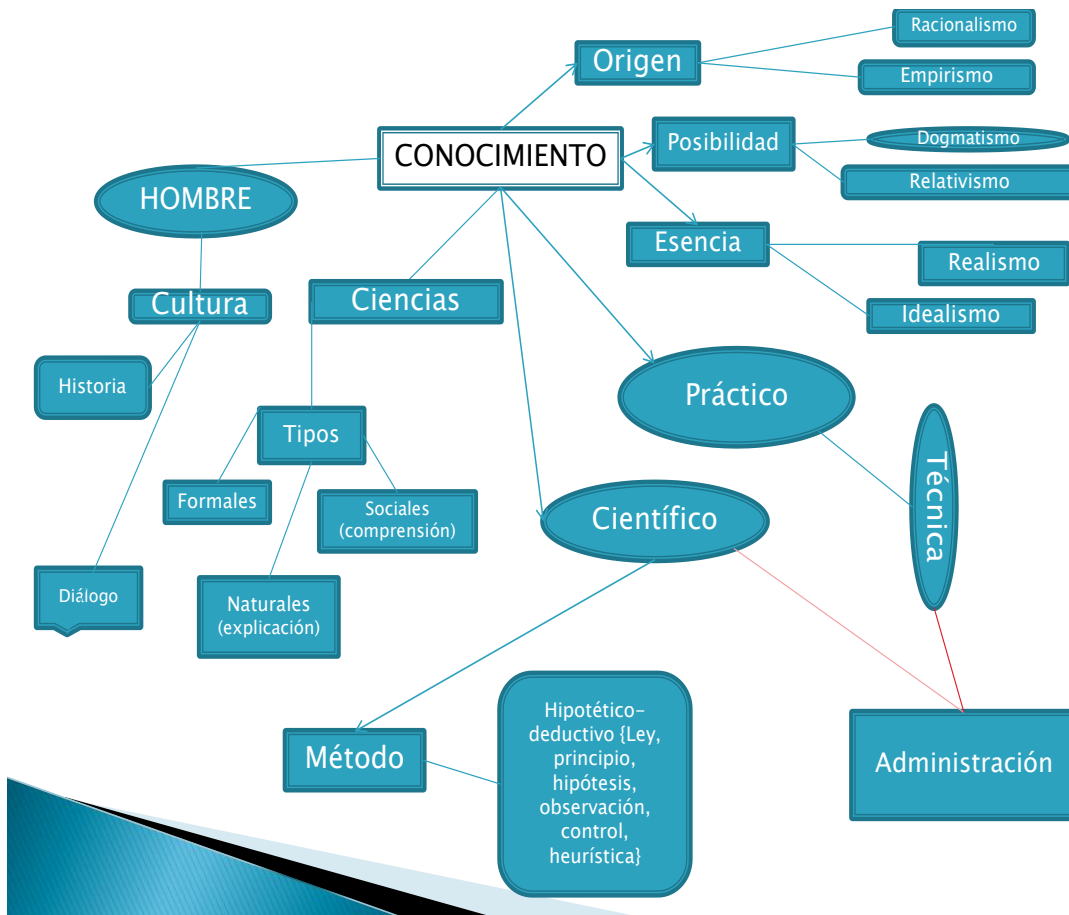 Racionalismo
Origen
Empirismo
CONOCIMIENTO
Posibilidad
Dogmatismo
Relativismo
HOMBRE
Esencia
Realismo
Idealismo
Cultura
Ciencias
Historia
Práctico
Tipos
Técnica
Formales
Sociales
(comprensión)
Científico
Diálogo
Naturales
(explicación)
Método
Hipotético-
deductivo {Ley,
principio,
hipótesis,
observación,
control,
heurística}
Administración